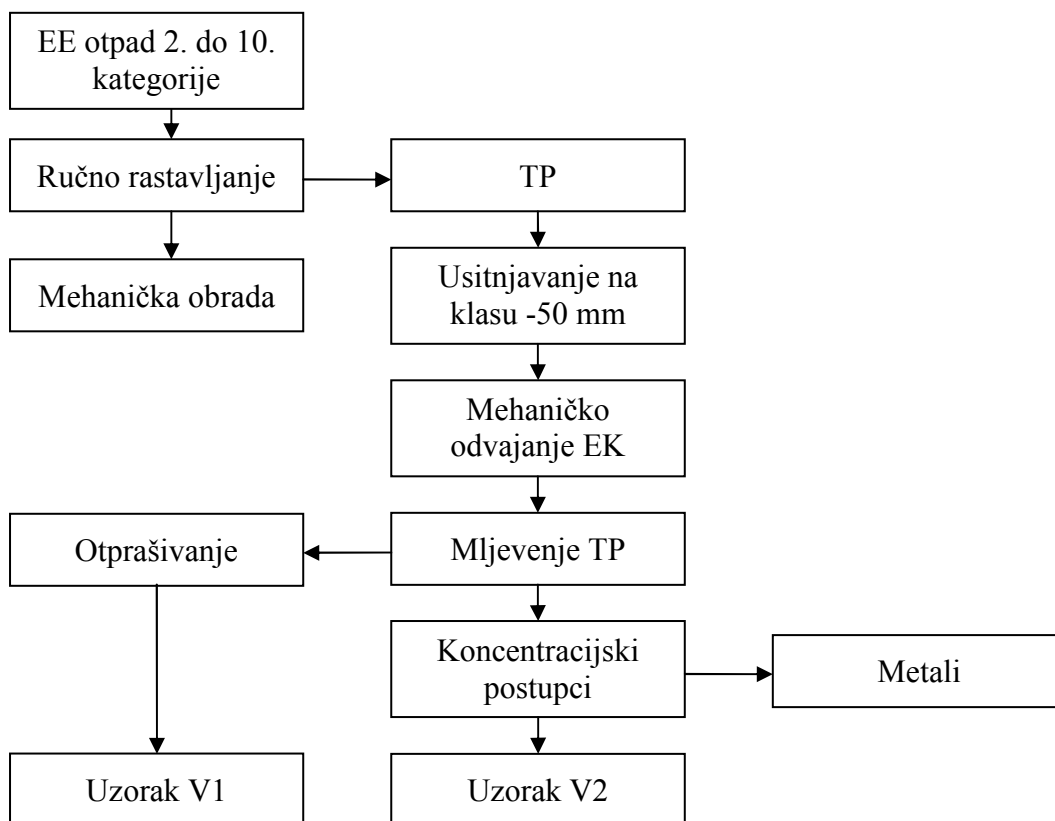 EE otpad 2. do 10.
kategorije
Ručno rastavljanje
TP
Mehanička obrada
Usitnjavanje na
klasu -50 mm
Mehaničko
odvajanje EK
Otprašivanje
Mljevenje TP
Koncentracijski
postupci
Metali
Uzorak V1
Uzorak V2